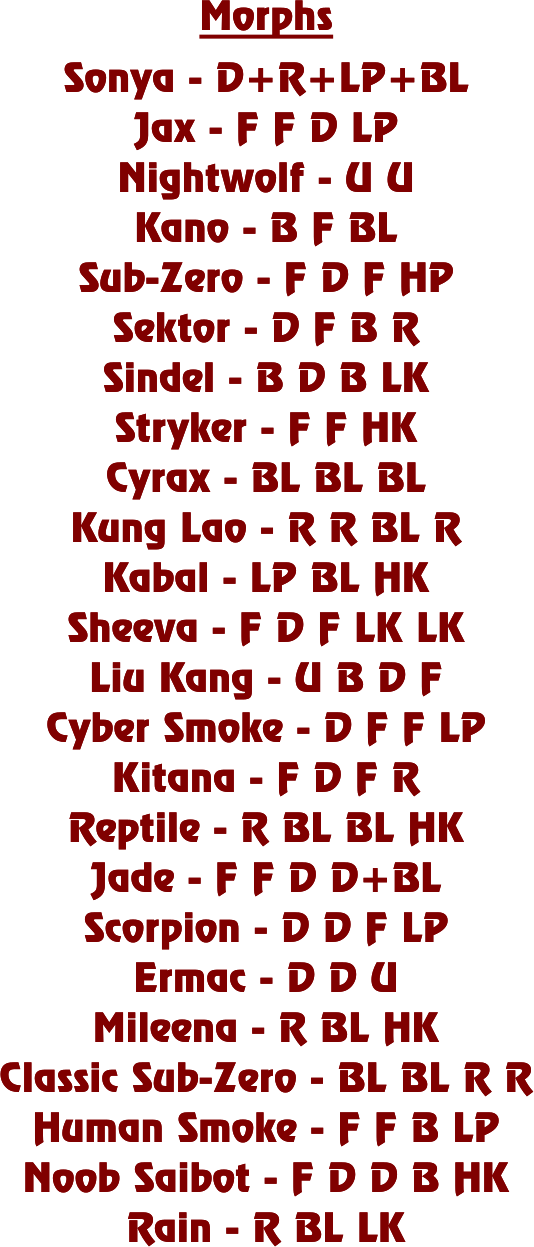 Morphs
Sonya - D+R+LP+BL
Jax - F F D LP
Nightwolf - U U
Kano - B F BL
Sub-Zero - F D F HP
Sektor - D F B R
Sindel - B D B LK
Stryker - F F HK
Cyrax - BL BL BL
Kung Lao - R R BL R
Kabal - LP BL HK
Sheeva - F D F LK LK
Liu Kang - U B D F
Cyber Smoke - D F F LP
Kitana - F D F R
Reptile - R BL BL HK
Jade - F F D D+BL
Scorpion - D D F LP
Ermac - D D U
Mileena - R BL HK
Classic Sub-Zero - BL BL R R
Human Smoke - F F B LP
Noob Saibot - F D D B HK
Rain - R BL LK